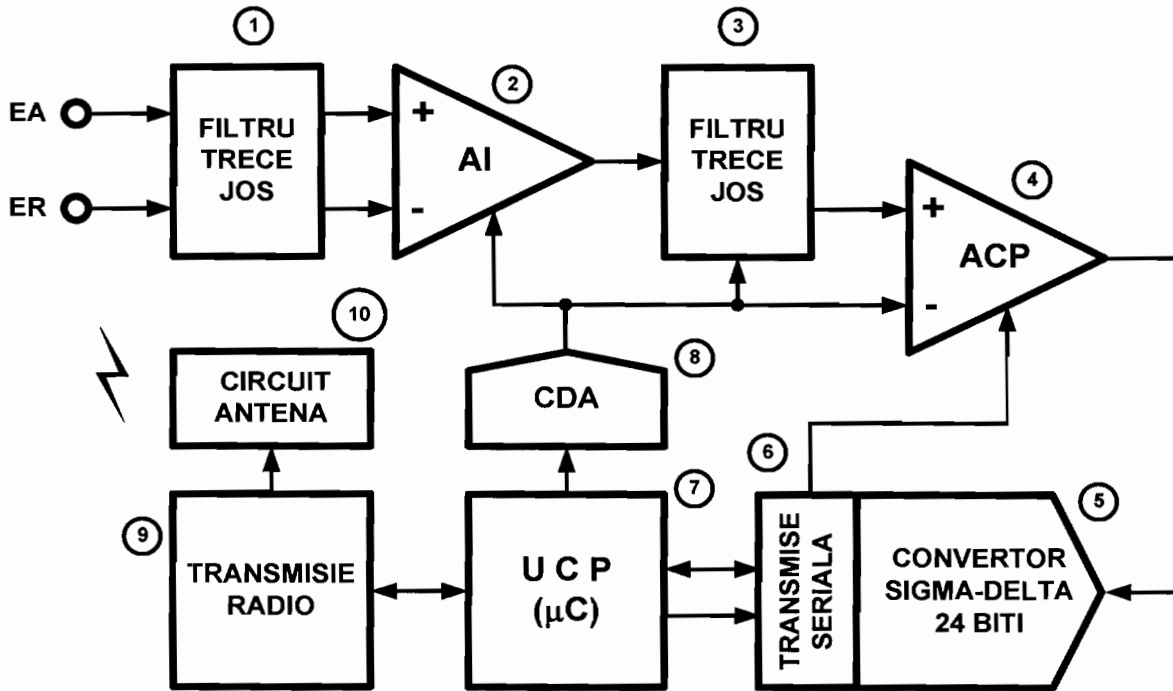 1
3
2
EA
ER
FILTRU
TRECE
JOS
+
-
AI
FILTRU
TRECE
JOS
4
+
-
ACP
10
CIRCUIT
ANTENA
8
CDA
6
7
5
9
TRANSMISIE
RADIO
U C P
(µC)
TRANSMISE
SERIALA
CONVERTOR
SIGMA-DELTA
24 BITI